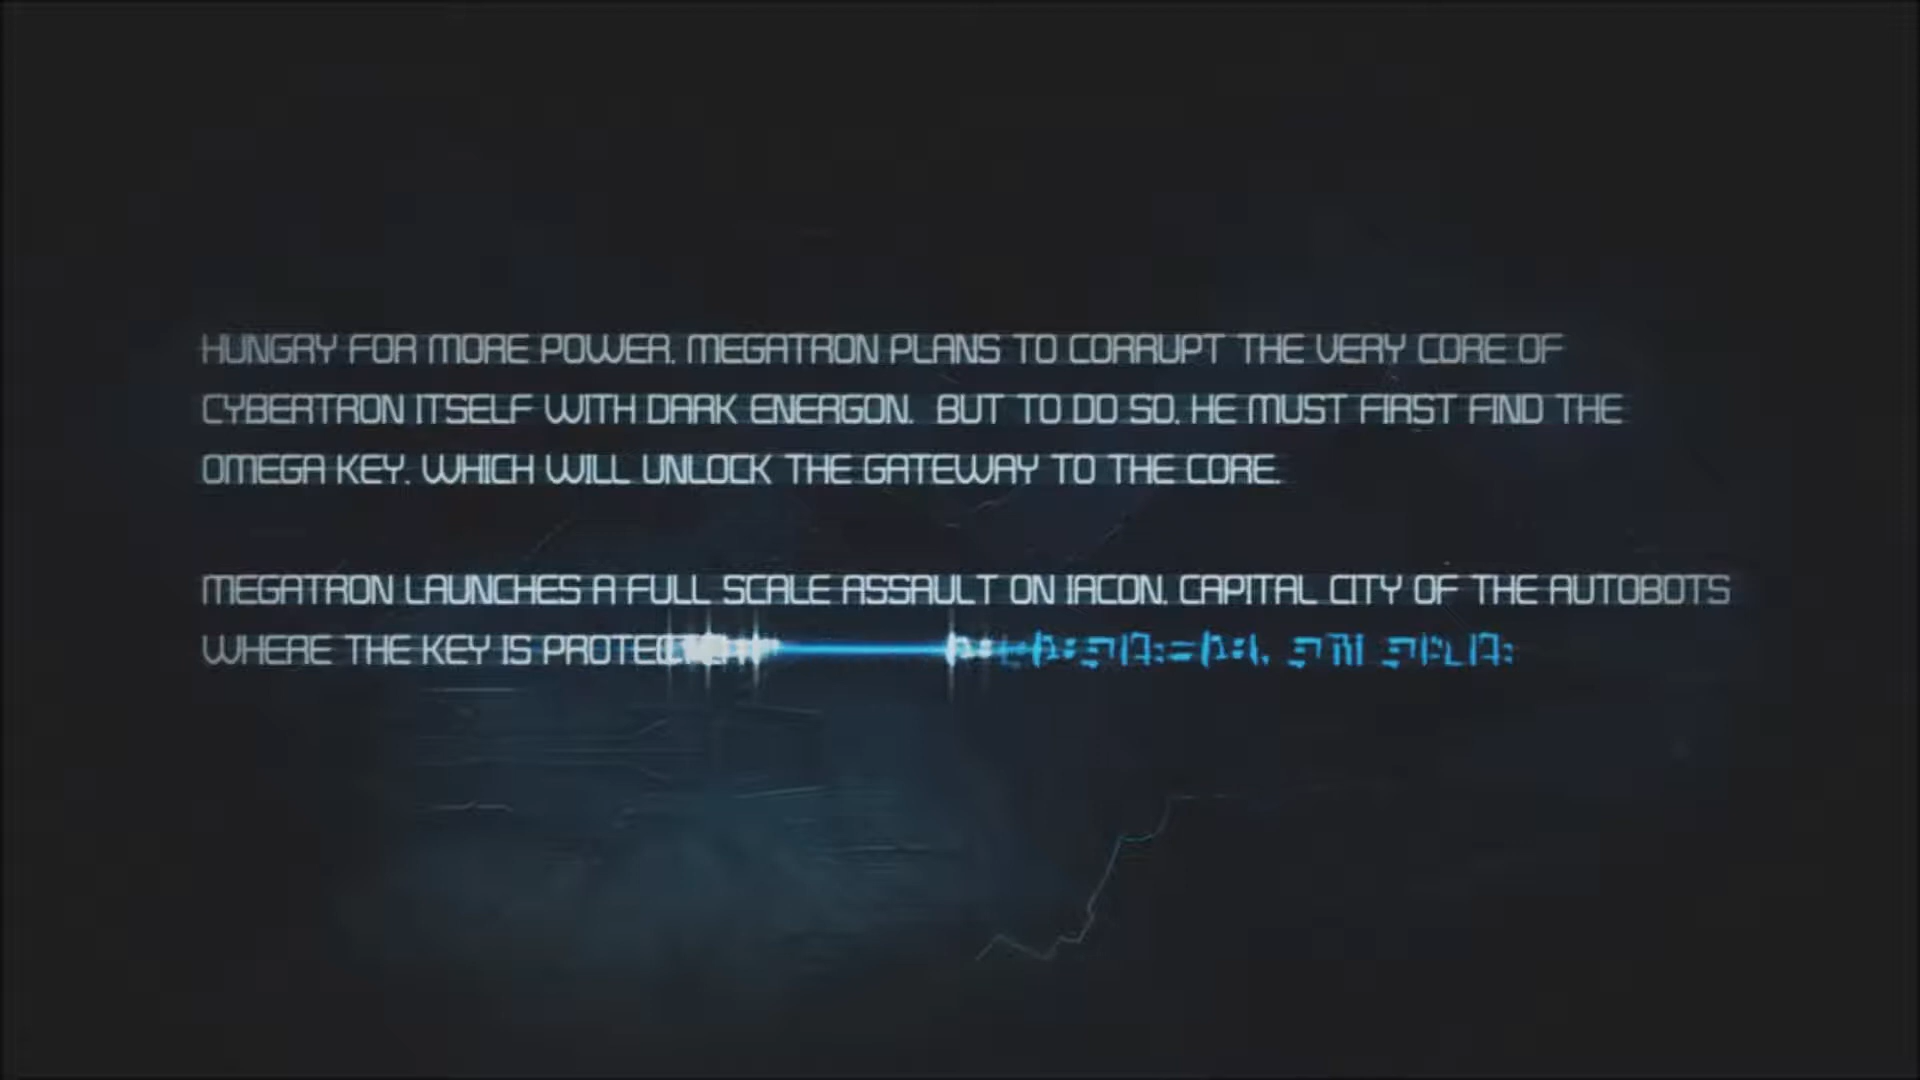 HUNGRY FOR MORE POWER, MEGATRON PLANS TO CORRUPT THE VERY CORE OF
CYBERTRON ITSELF WITH DARK ENERGON.  BUT TO DO SO, HE MUST FIRST FIND THE
OMEGA KEY, WHICH WILL UNLOCK THE GATEWAY TO THE CORE.
MEGATRON LAUNCHES A FULL SCALE ASSAULT ON IACON, CAPITAL CITY OF THE AUTOBOTS
WHERE THE KEY IS